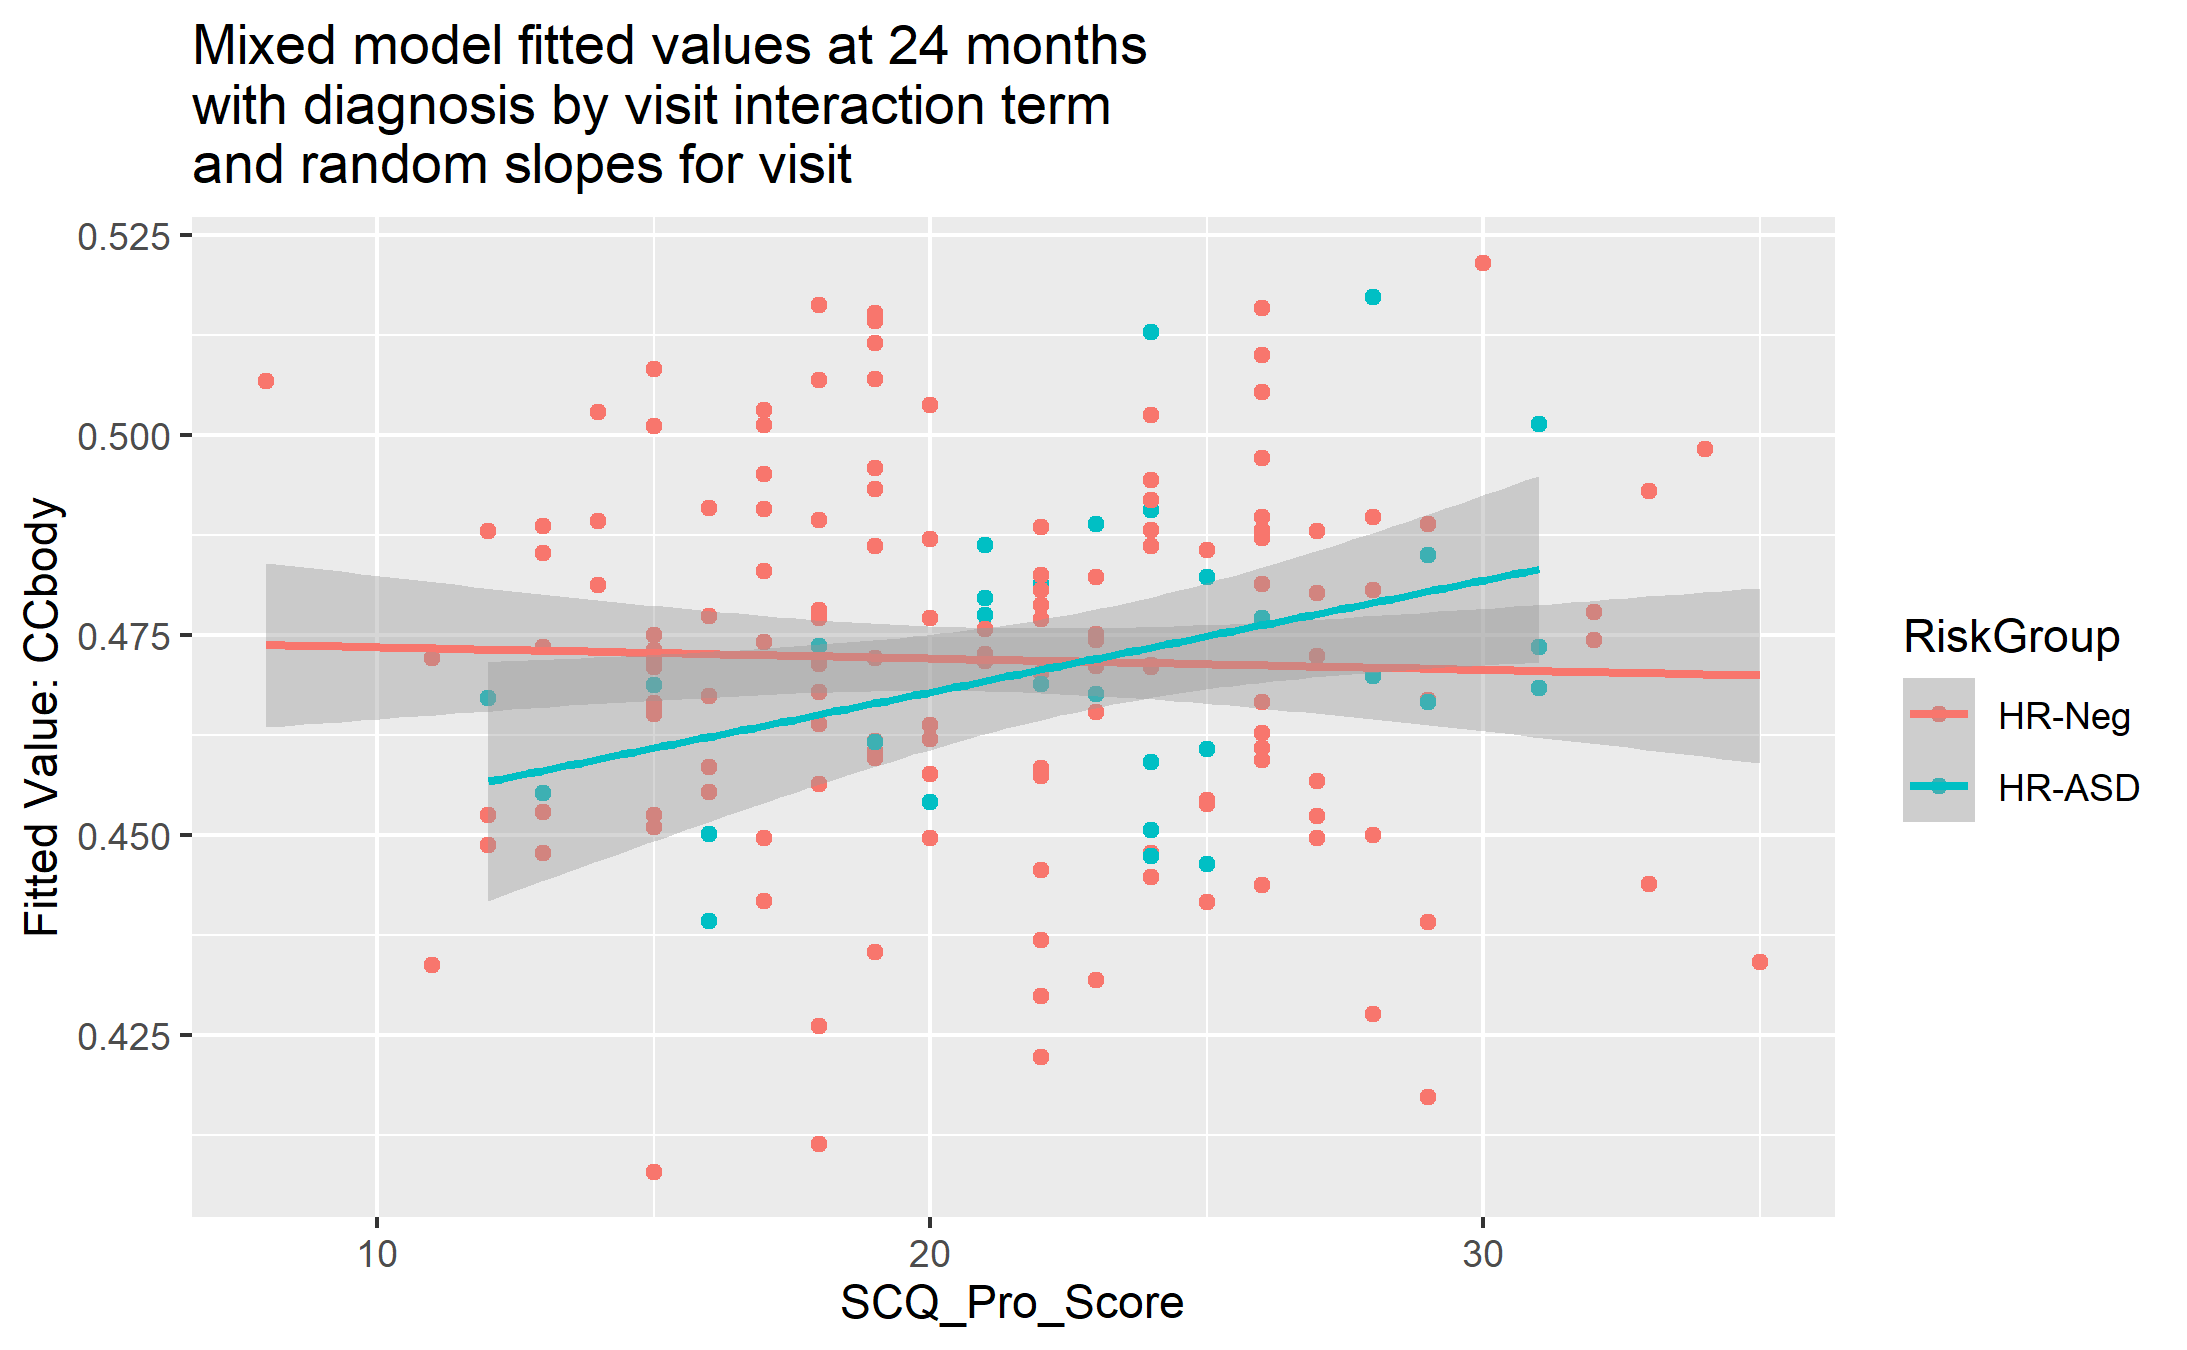 Mixed model fitted values at 24 months
with diagnosis by visit interaction term
and random slopes for visit
Fitted Value: CCbody
0.525
0.500
0.475
0.450
0.425
10
20
30
SCQ_Pro_Score
RiskGroup
HR-Neg
HR-ASD